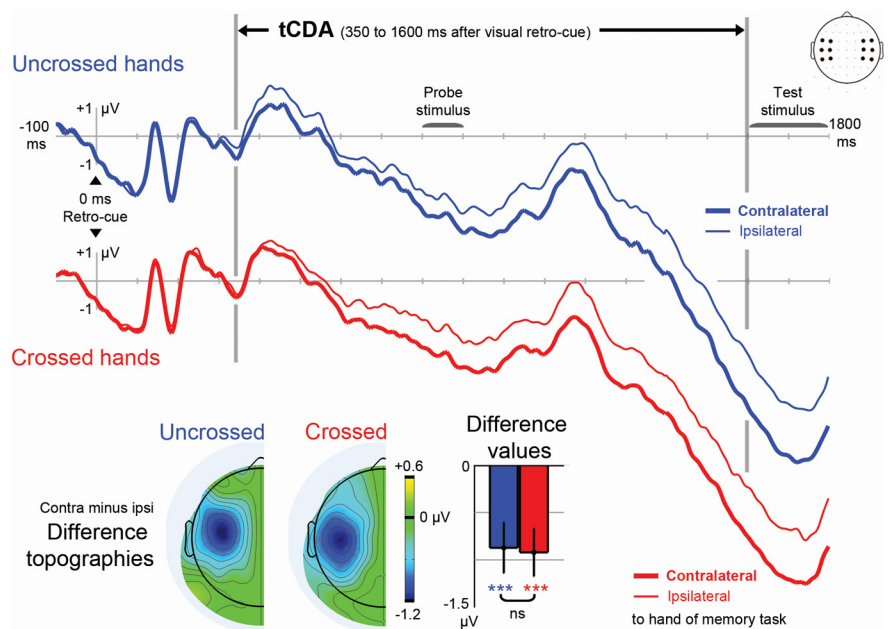 tCDA (350 to 1600 ms after visual retro-cue)
Uncrossed hands
Probe
stimulus
Test
stimulus
-100
ms
+1 µV
-1
1800
ms
0 ms
Retro-cue
Contralateral
Ipsilateral
+1 µV
-1
Crossed hands
Uncrossed
Crossed
Difference
values
+0.6
0 µV
-1.2
Contra minus ipsi
Difference
topographies
0
-1.5
µV
*** ***
ns
Contralateral
Ipsilateral
to hand of memory task